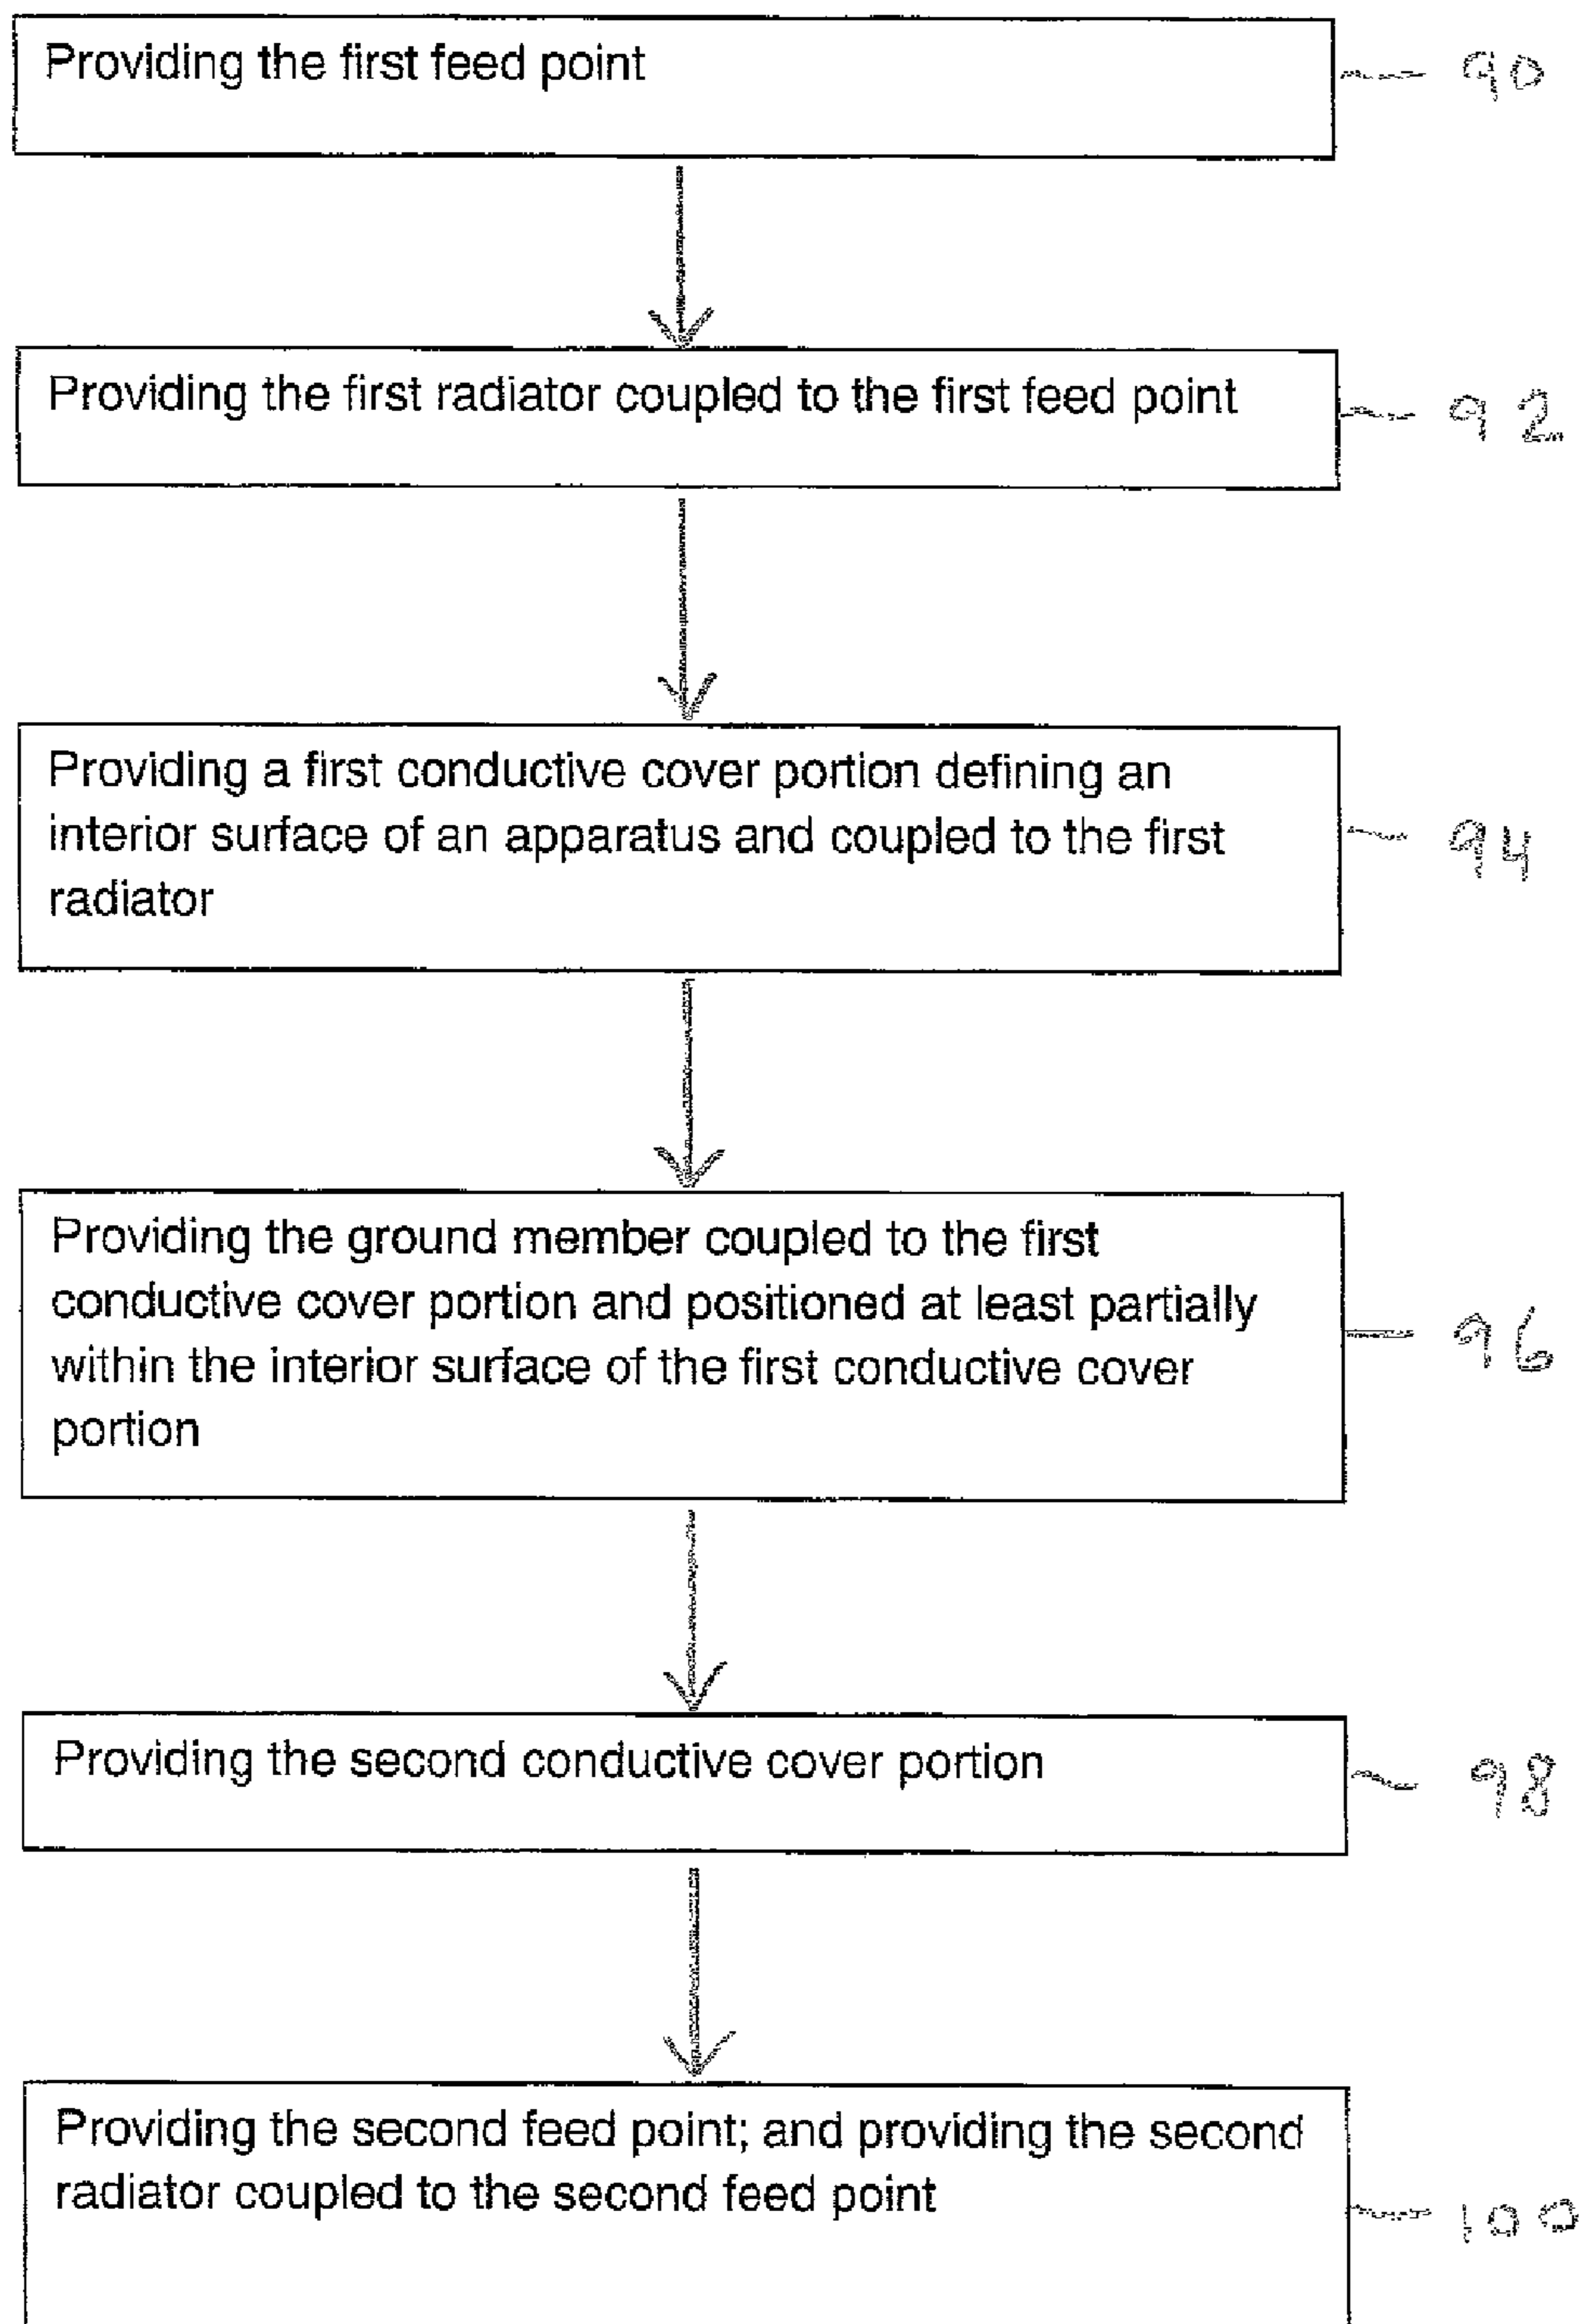 Providing the first feed point
90
Providing the first radiator coupled to the first feed point
92
Providing a first conductive cover portion defining an
interior surface of an apparatus and coupled to the first
radiator
94
Providing the ground member coupled to the first
conductive cover portion and positioned at least partially
within the interior surface of the first conductive cover
portion
96
Providing the second conductive cover portion
98
Providing the second feed point; and providing the second
radiator coupled to the second feed point
100